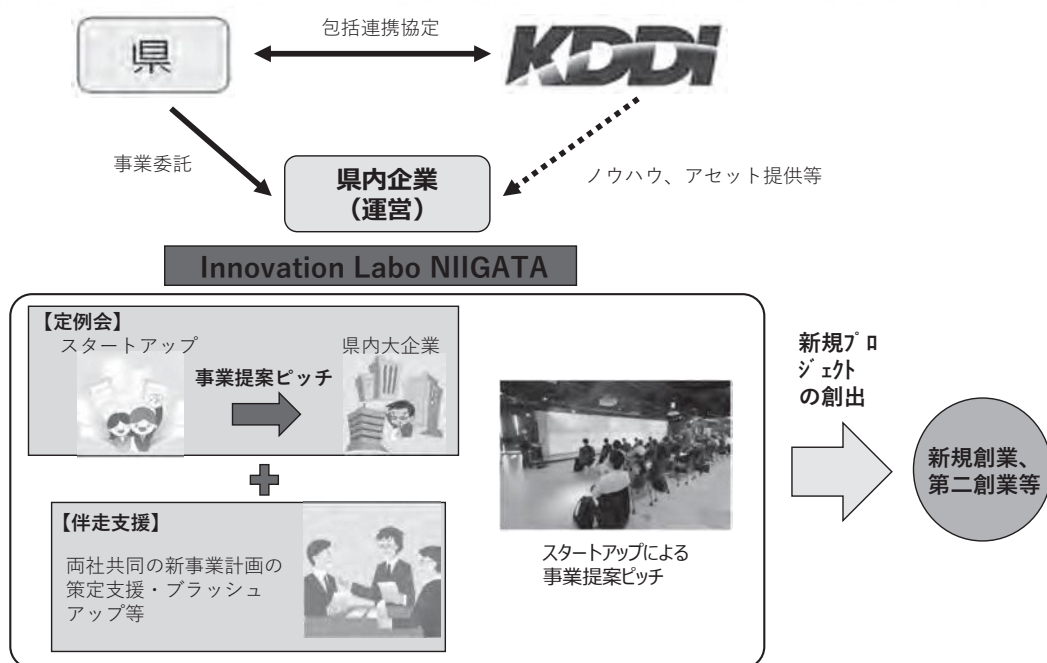 包括連携協定
県
KDDI
事業委託
ノウハウ、アセット提供等
県内企業
（運営）
Innovation Labo NIIGATA
【定例会】
スタートアップ
県内大企業
事業提案ピッチ
【伴走支援】
両社共同の新事業計画の
策定支援・ブラッシュ
アップ等
スタートアップによる
事業提案ピッチ
新規ﾌﾟﾛ
ｼﾞｪｸﾄ
の創出
新規創業、
第二創業等